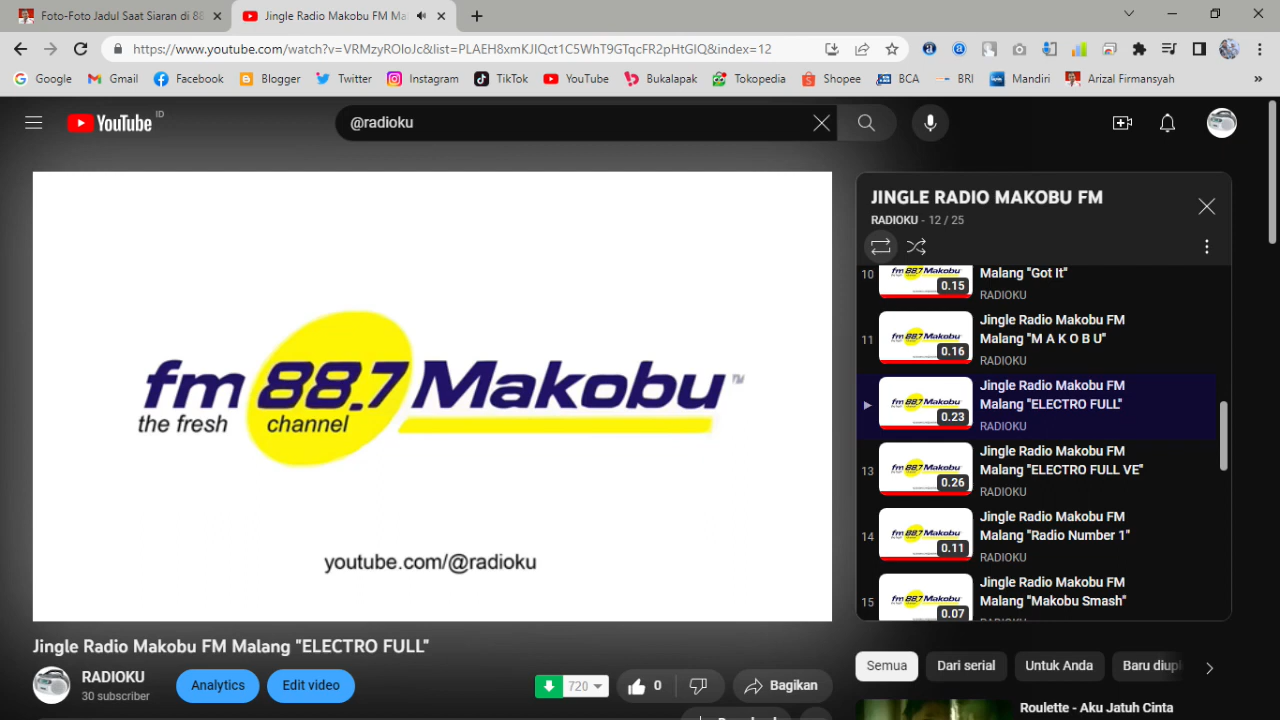 Foto-Foto Jadul Saat Siaran di 88
Jingle Radio Makobu FM Ma
https://www.youtube.com/watch?v=VRMzyROloJc&list=PLAEH8xmKJIQct1C5WhT9GTqcFR2pHtGIQ&index=12
Google
Gmail
Facebook
Blogger
Twitter
Instagram
TikTok
YouTube
Bukalapak
Tokopedia
Shopee
BCA
BRI
Mandiri
Arizal Firmansyah
YouTube ID
@radioku
fm 88.7 Makobu TM
the fresh channel
youtube.com/@radioku
Jingle Radio Makobu FM Malang "ELECTRO FULL"
RADIOKU
30 subscriber
Analytics
Edit video
720
0
Bagikan
JINGLE RADIO MAKOBU FM
RADIOKU - 12 / 25
10
0.15
Malang "Got It"
RADIOKU
11
0.16
Jingle Radio Makobu FM
Malang "M A K O B U"
RADIOKU
0.23
Jingle Radio Makobu FM
Malang "ELECTRO FULL"
RADIOKU
13
0.26
Jingle Radio Makobu FM
Malang "ELECTRO FULL VE"
RADIOKU
14
0.11
Jingle Radio Makobu FM
Malang "Radio Number 1"
RADIOKU
15
0.07
Jingle Radio Makobu FM
Malang "Makobu Smash"
Semua
Dari serial
Untuk Anda
Baru diupl
Roulette - Aku Jatuh Cinta